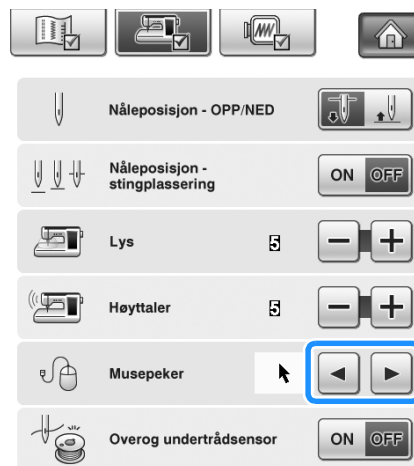 Nåleposisjon - OPP/NED
Nåleposisjon -
stingplassering
ON OFF
Lys 5 − +
Høyttaler 5 − +
Musepeker
Overog undertrådsensor ON OFF